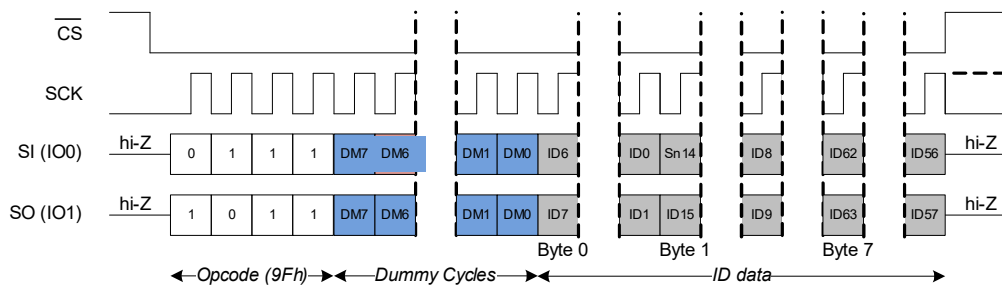 CS
SCK
hi-Z 0 1 1 1 DM7 DM6 DM1 DM0 ID6 ID0 Sn14 ID8 ID62 ID56 hi-Z
SI (IO0)
hi-Z 1 0 1 1 DM7 DM6 DM1 DM0 ID7 ID1 ID15 ID9 ID63 ID57 hi-Z
SO (IO1)
Byte 0 Byte 1 Byte 7
Opcode (9Fh) Dummy Cycles ID data